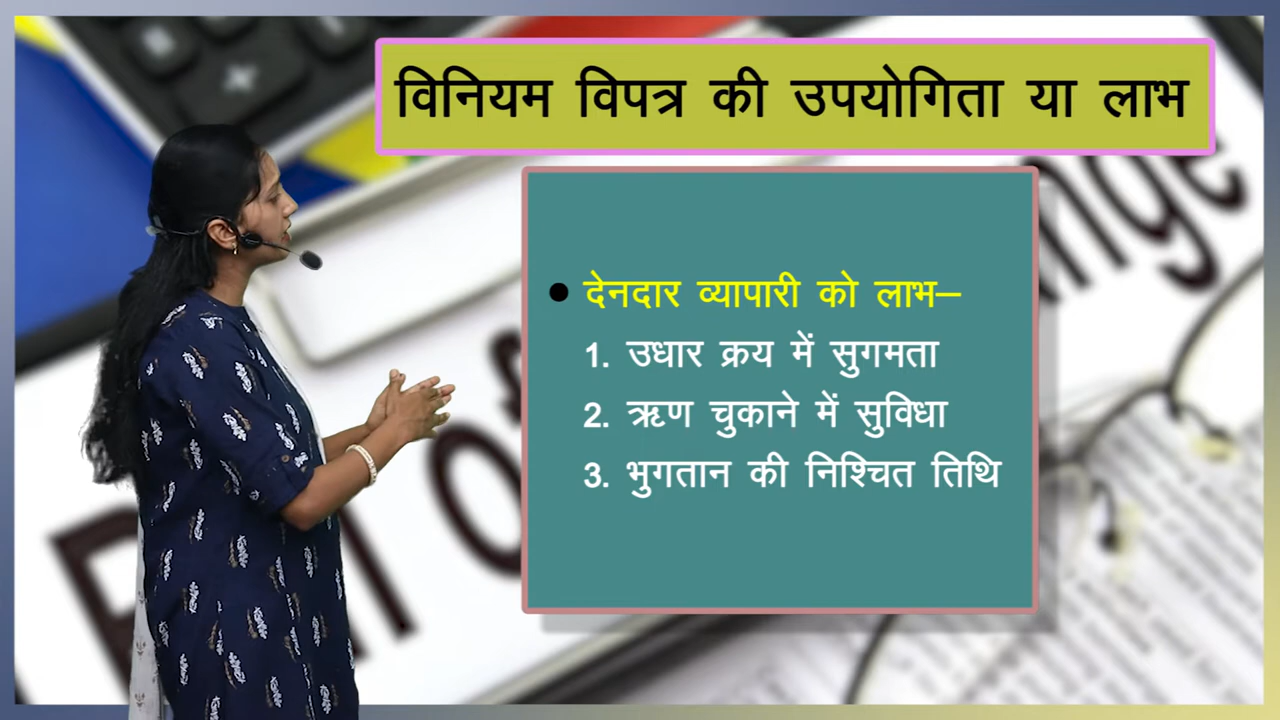 विनियम विपत्र की उपयोगिता या लाभ
• देनदार व्यापारी को लाभ–
1. उधार क्रय में सुगमता
2. ऋण चुकाने में सुविधा
3. भुगतान की निश्चित तिथि